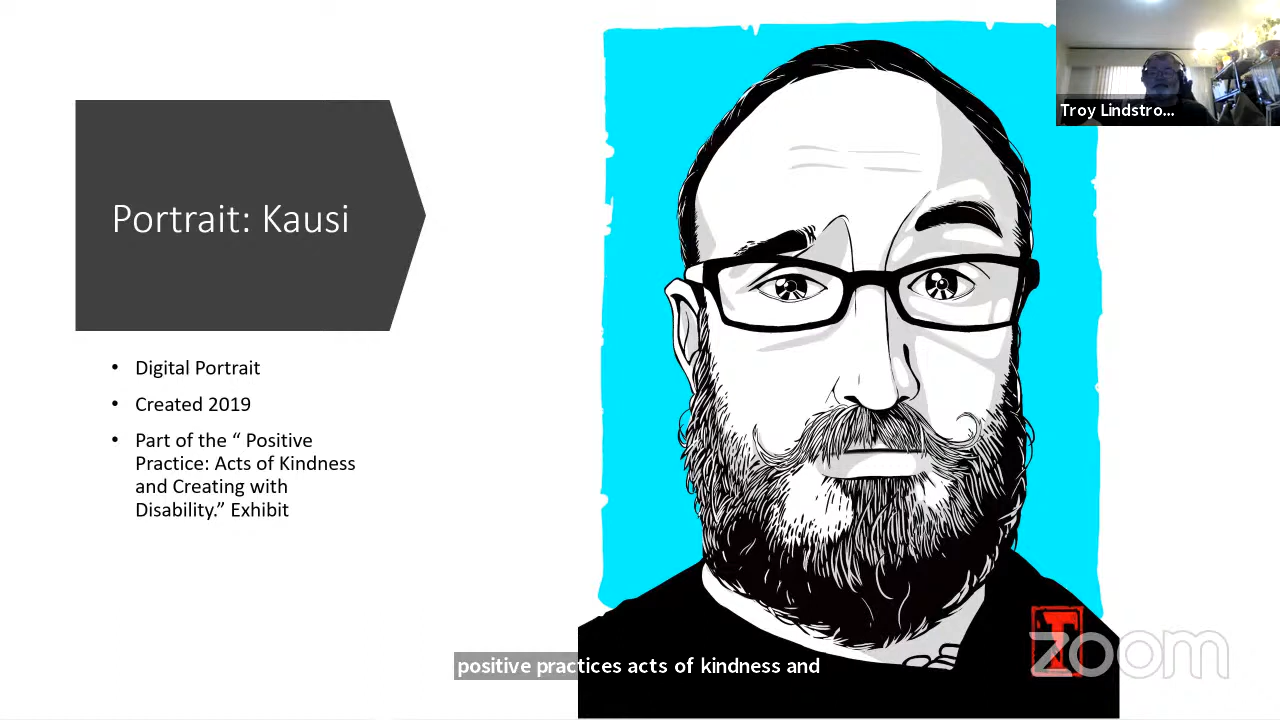 Troy Lindstro...
Portrait: Kausi
• Digital Portrait
• Created 2019
• Part of the “ Positive
Practice: Acts of Kindness
and Creating with
Disability.” Exhibit
T
zoom
positive practices acts of kindness and